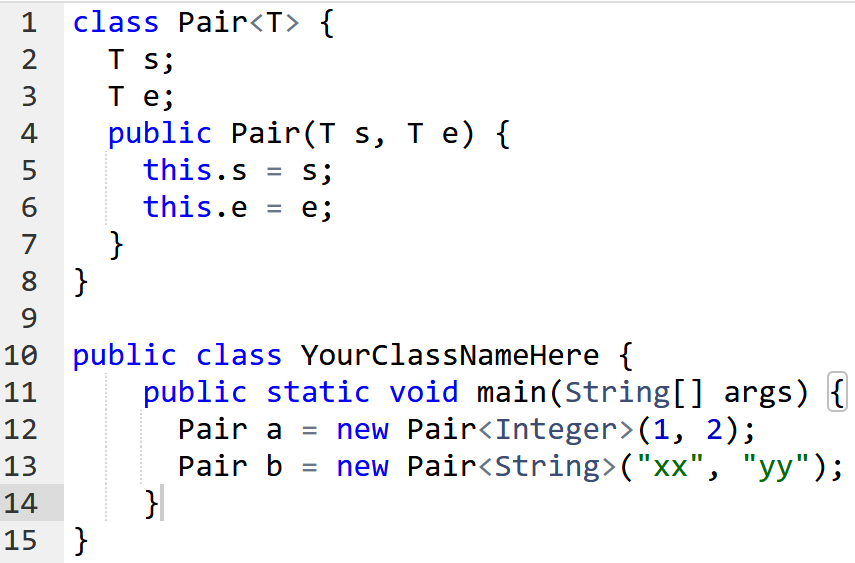 1 class Pair<T> {
2   T s;
3   T e;
4   public Pair(T s, T e) {
5     this.s = s;
6     this.e = e;
7   }
8 }
9
10 public class YourClassNameHere {
11     public static void main(String[] args) {
12       Pair a = new Pair<Integer>(1, 2);
13       Pair b = new Pair<String>("xx", "yy");
14     }
15 }